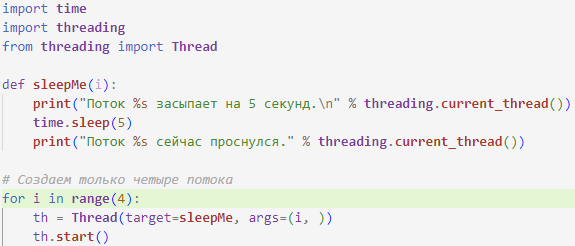 import time
import threading
from threading import Thread

def sleepMe(i):
    print("Поток %s засыпает на 5 секунд.\n" % threading.current_thread())
    time.sleep(5)
    print("Поток %s сейчас проснулся." % threading.current_thread())

# Создаем только четыре потока
for i in range(4):
    th = Thread(target=sleepMe, args=(i, ))
    th.start()